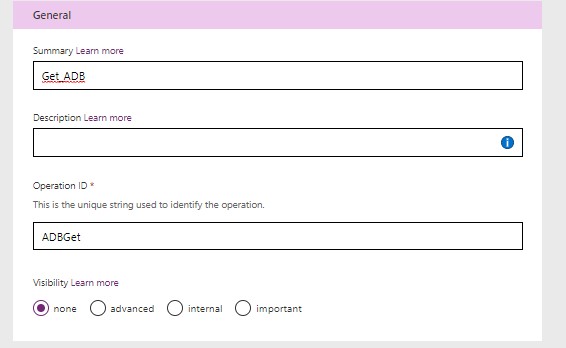 General
Summary Learn more
Get_ADB
Description Learn more
Operation ID *
This is the unique string used to identify the operation.
ADBGet
Visibility Learn more
none advanced internal important